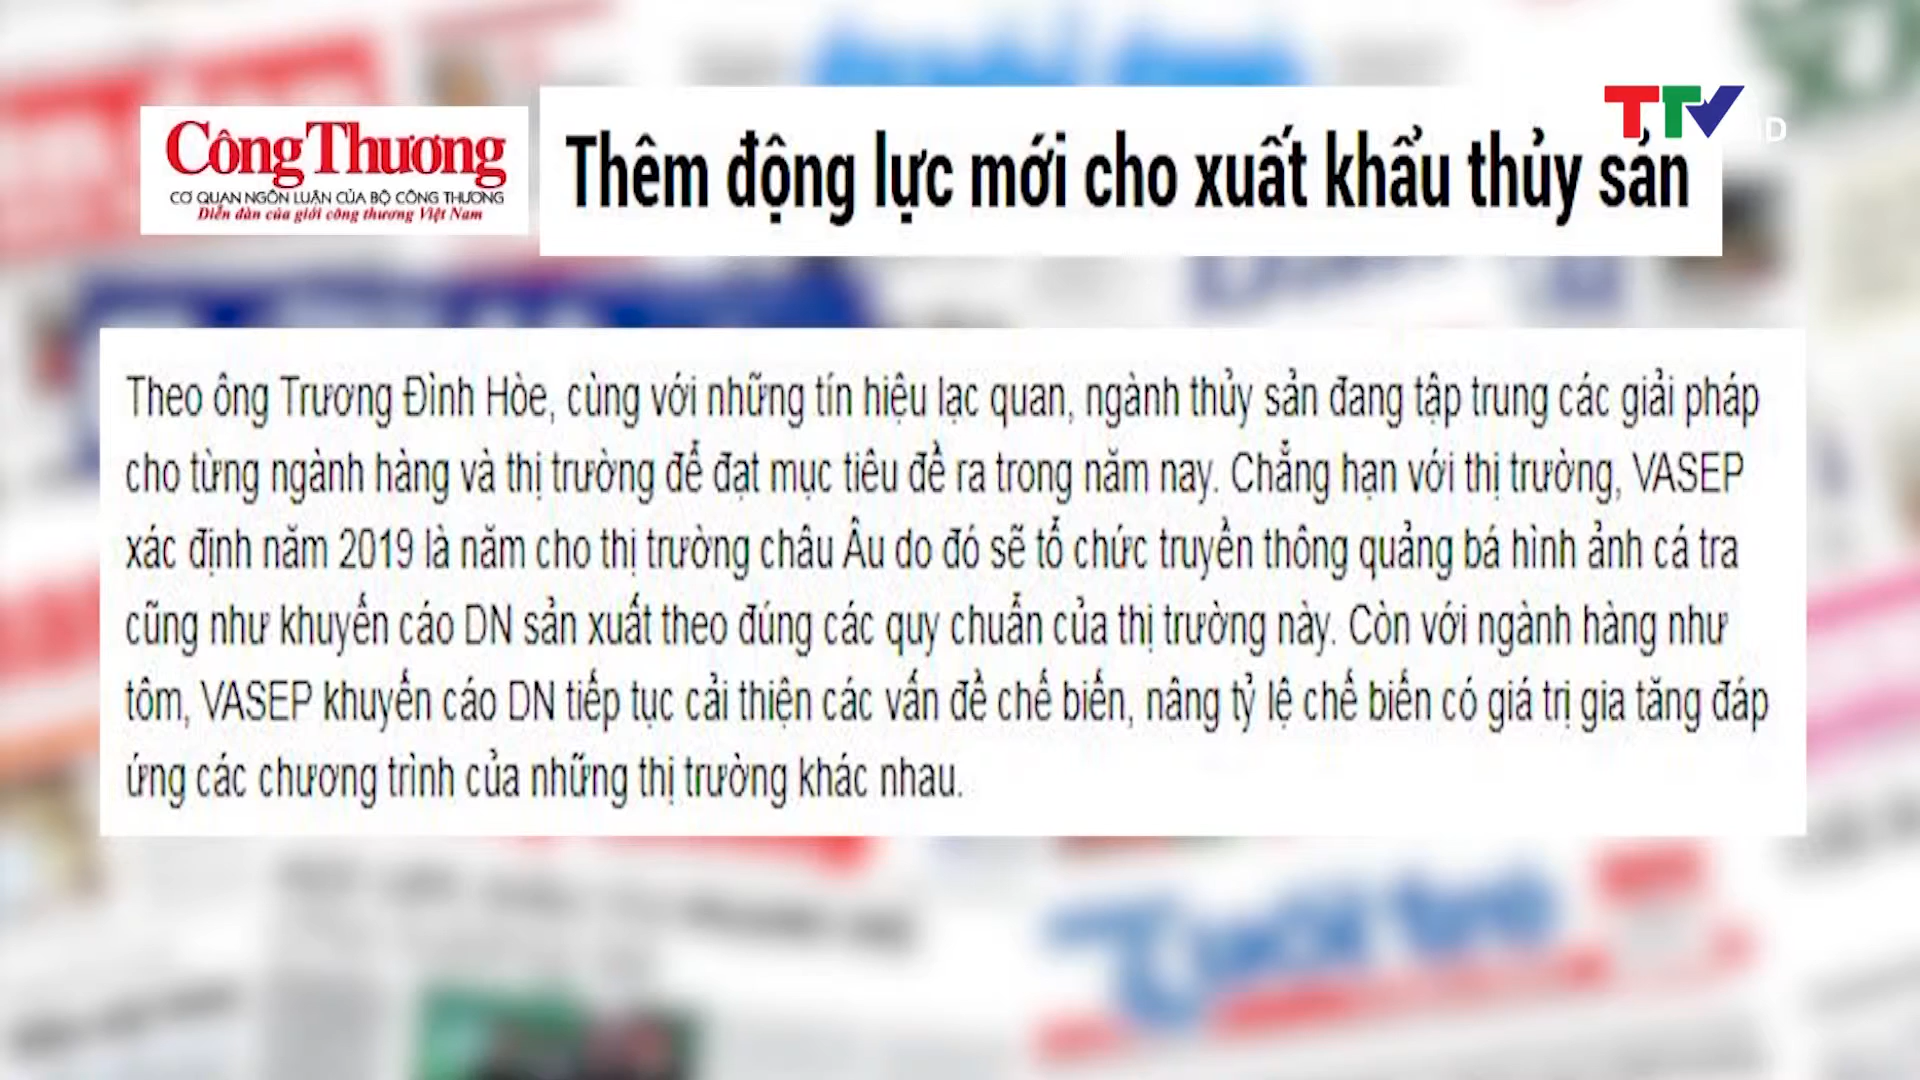 TTV
HD
Công Thương
CƠ QUAN NGÔN LUẬN CỦA BỘ CÔNG THƯƠNG
Diễn đàn của giới công thương Việt Nam
Thêm động lực mới cho xuất khẩu thủy sản
Theo ông Trương Đình Hòe, cùng với những tín hiệu lạc quan, ngành thủy sản đang tập trung các giải pháp
cho từng ngành hàng và thị trường để đạt mục tiêu đề ra trong năm nay. Chẳng hạn với thị trường, VASEP
xác định năm 2019 là năm cho thị trường châu Âu do đó sẽ tổ chức truyền thông quảng bá hình ảnh cá tra
cũng như khuyến cáo DN sản xuất theo đúng các quy chuẩn của thị trường này. Còn với ngành hàng như
tôm, VASEP khuyến cáo DN tiếp tục cải thiện các vấn đề chế biến, nâng tỷ lệ chế biến có giá trị gia tăng đáp
ứng các chương trình của những thị trường khác nhau.